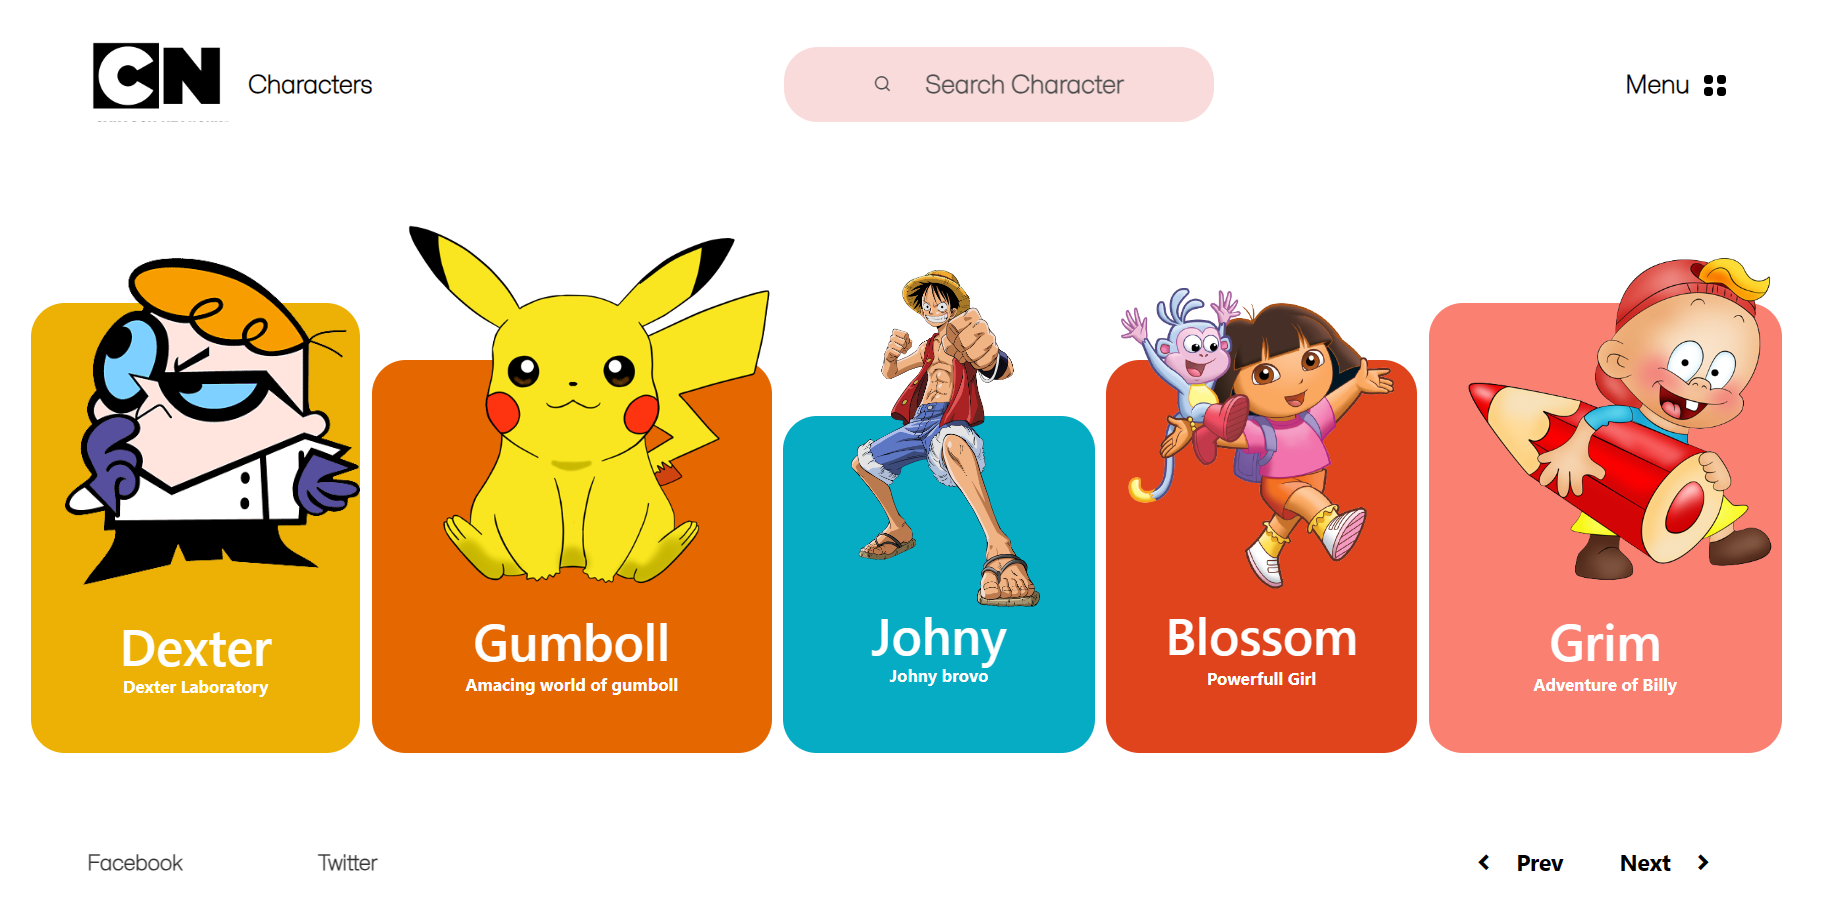 CN
Characters
Search Character
Menu
Dexter
Dexter Laboratory
Gumboll
Amacing world of gumboll
Johny
Johny brovo
Blossom
Powerfull Girl
Grim
Adventure of Billy
Facebook
Twitter
Prev
Next